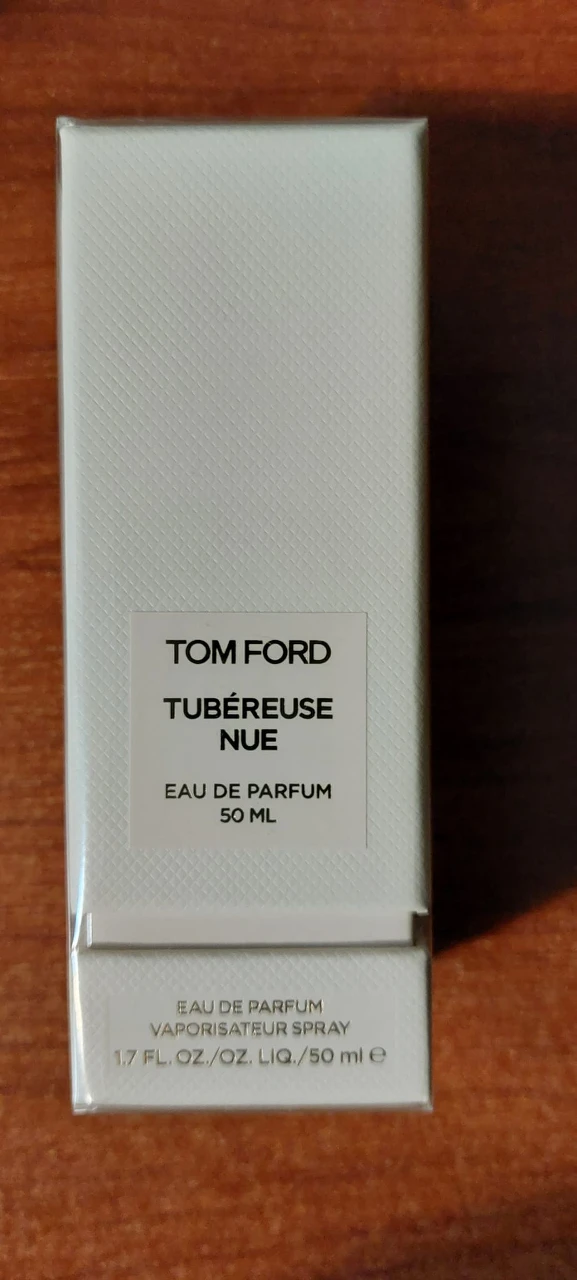 TOM FORD
TUBÉREUSE
NUE
EAU DE PARFUM
50 ML
EAU DE PARFUM
VAPORISATEUR SPRAY
1.7 FL. OZ./OZ. LIQ./50 ml ℮